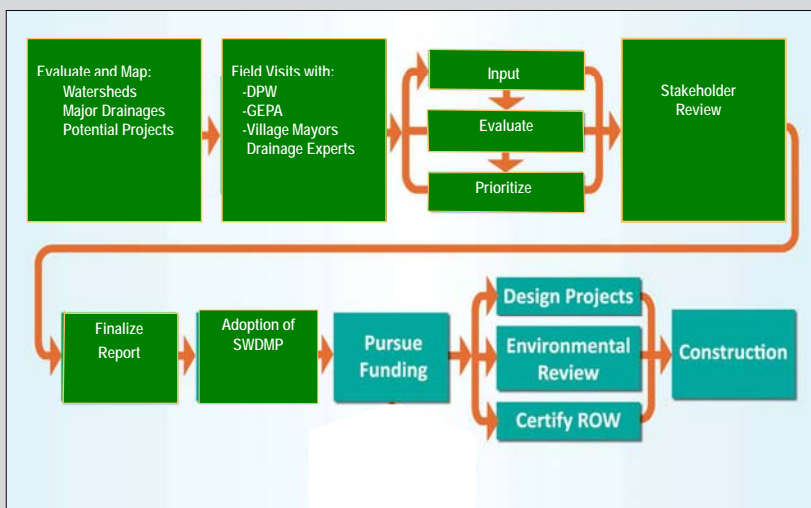 Evaluate and Map:
Watersheds
Major Drainages
Potential Projects
Field Visits with:
-DPW
-GEPA
-Village Mayors
Drainage Experts
Input
Evaluate
Prioritize
Stakeholder
Review
Finalize
Report
Adoption of
SWDMP
Pursue
Funding
Design Projects
Environmental
Review
Certify ROW
Construction